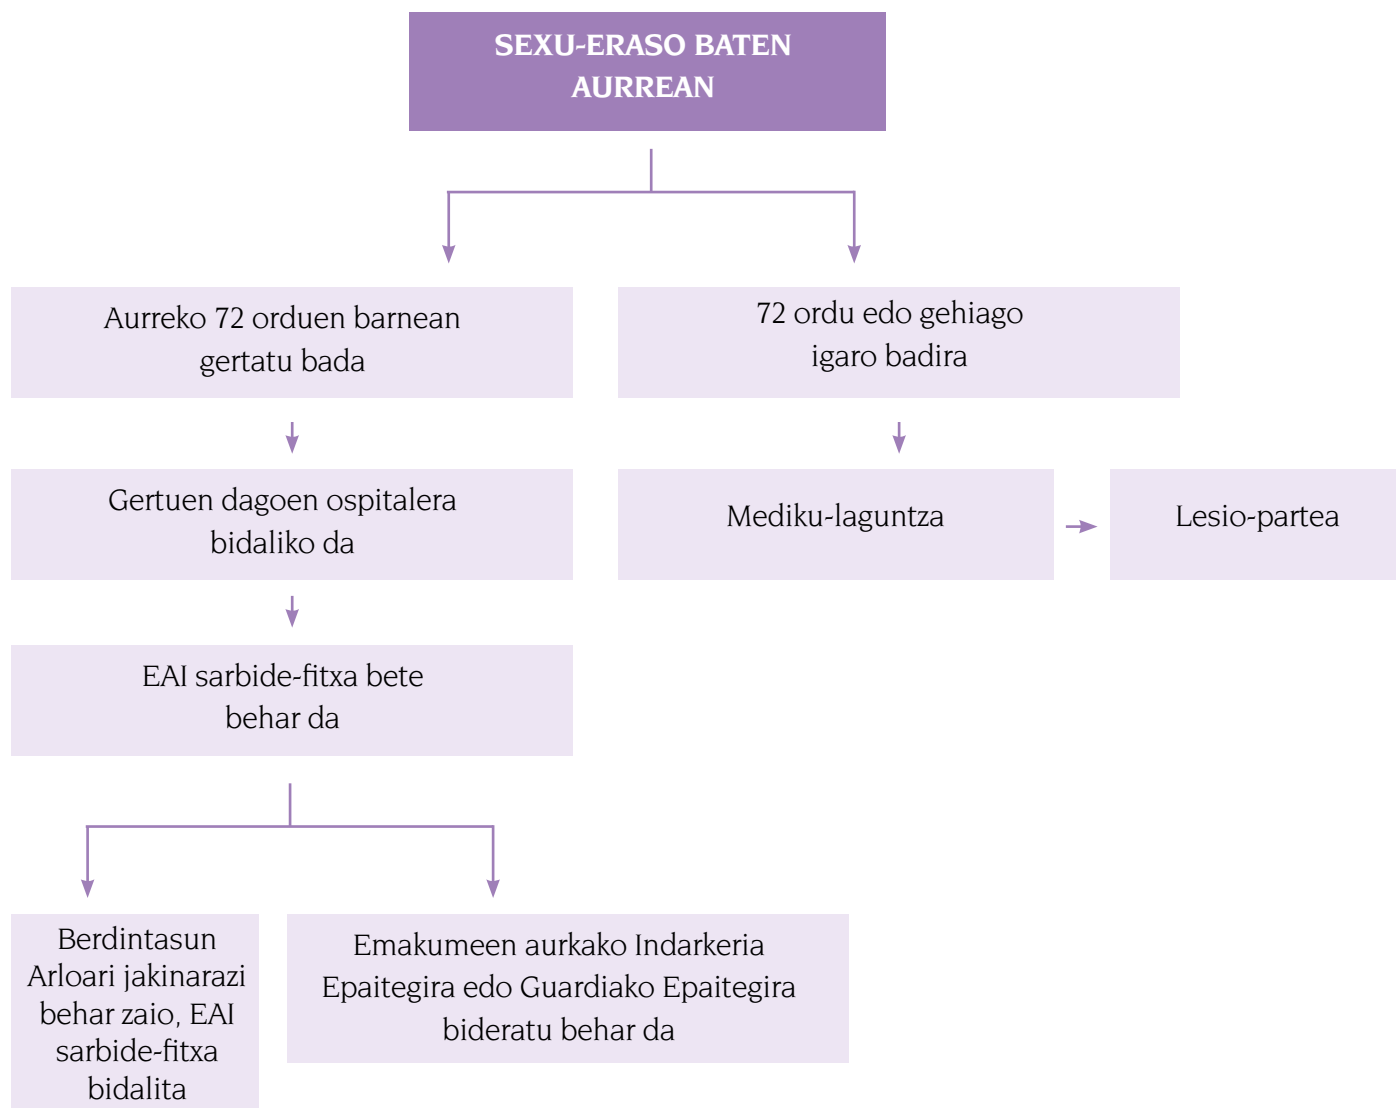 SEXU-ERASO BATEN
AURREAN
Aurreko 72 orduen barnean
gertatu bada
72 ordu edo gehiago
igaro badira
Gertuen dagoen ospitalera
bidaliko da
Mediku-laguntza
Lesio-partea
EAI sarbide-fitxa bete
behar da
Berdintasun
Arloari jakinarazi
behar zaio, EAI
sarbide-fitxa
bidalita
Emakumeen aurkako Indarkeria
Epaitegira edo Guardiako Epaitegira
bideratu behar da